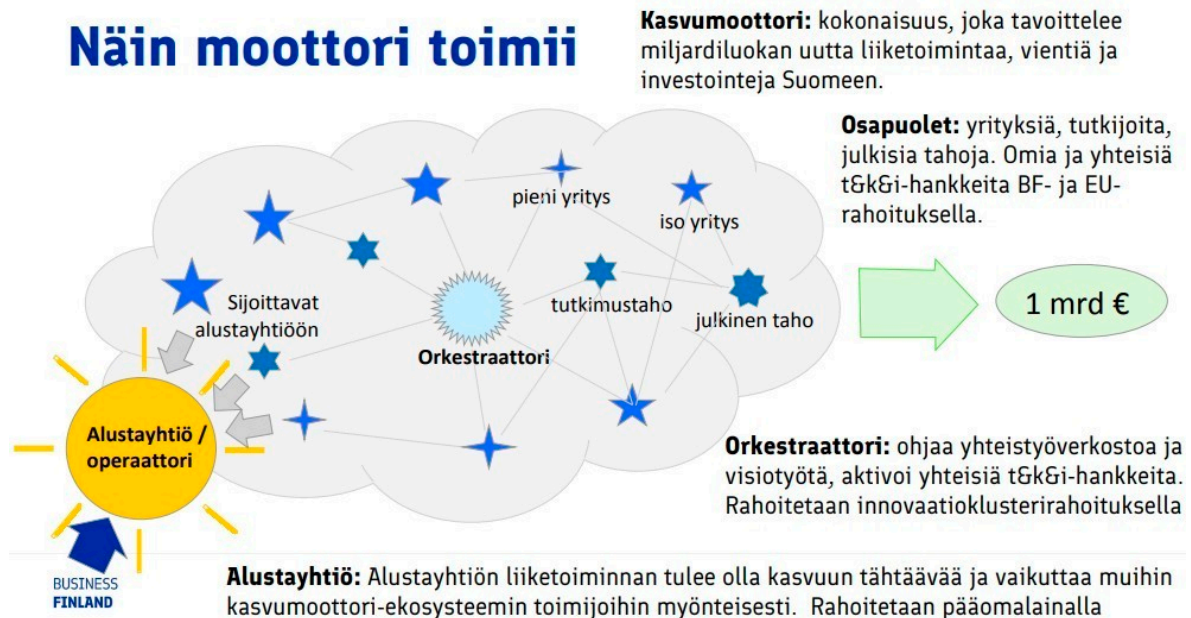 Näin moottori toimii
Kasvumoottori: kokonaisuus, joka tavoittelee
miljardiluokan uutta liiketoimintaa, vientiä ja
investointeja Suomeen.
Osapuolet: yrityksiä, tutkijoita,
julkisia tahoja. Omia ja yhteisiä
t&k&i-hankkeita BF- ja EU-
rahoituksella.
pieni yritys
iso yritys
Sijoittavat
alustayhtiöön
tutkimustaho
julkinen taho
1 mrd €
Orkestraattori
Alustayhtiö /
operaattori
Orkestraattori: ohjaa yhteistyöverkostoa ja
visiotyötä, aktivoi yhteisiä t&k&i-hankkeita.
Rahoitetaan innovaatioklusterirahoituksella
BUSINESS
FINLAND
Alustayhtiö: Alustayhtiön liiketoiminnan tulee olla kasvuun tähtäävää ja vaikuttaa muihin
kasvumoottori-ekosysteemin toimijoihin myönteisesti. Rahoitetaan pääomalainalla